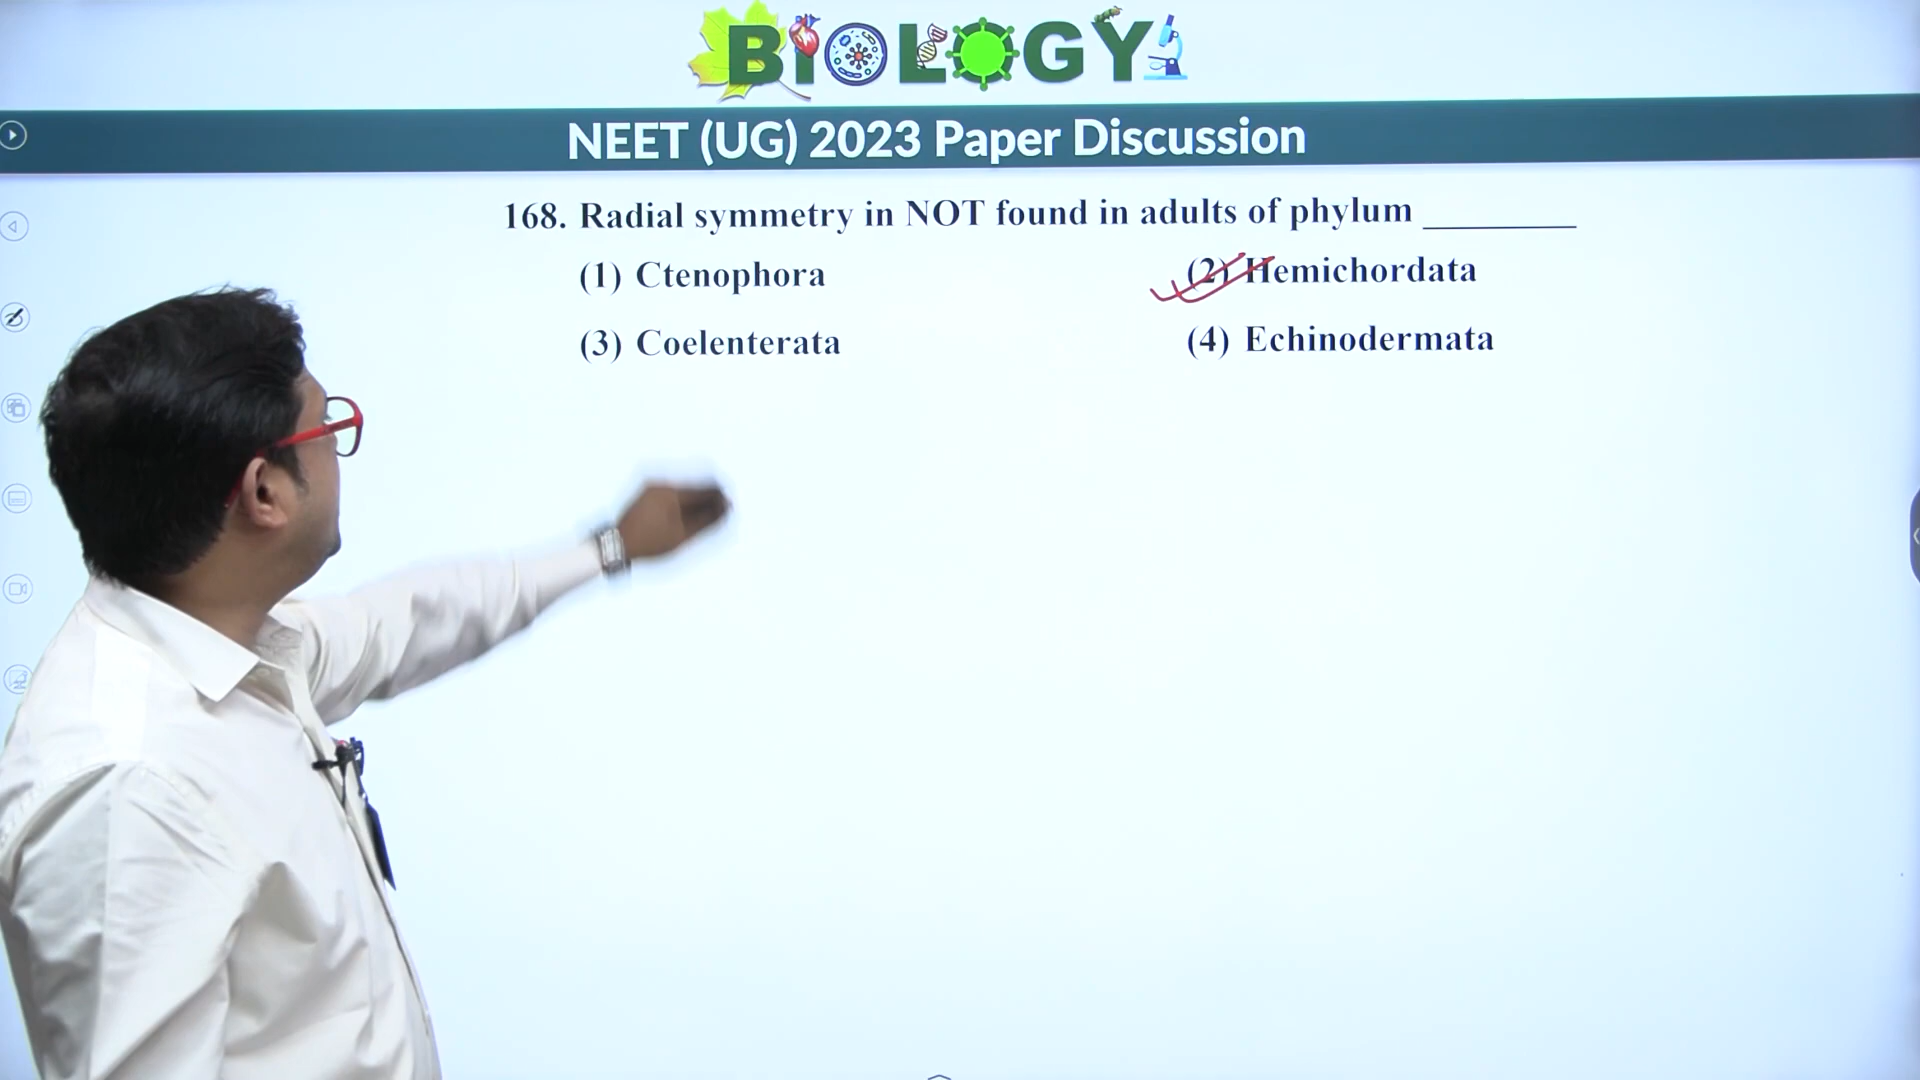 BIOLOGY
NEET (UG) 2023 Paper Discussion
168. Radial symmetry in NOT found in adults of phylum ________
(1) Ctenophora (2) Hemichordata
(3) Coelenterata (4) Echinodermata